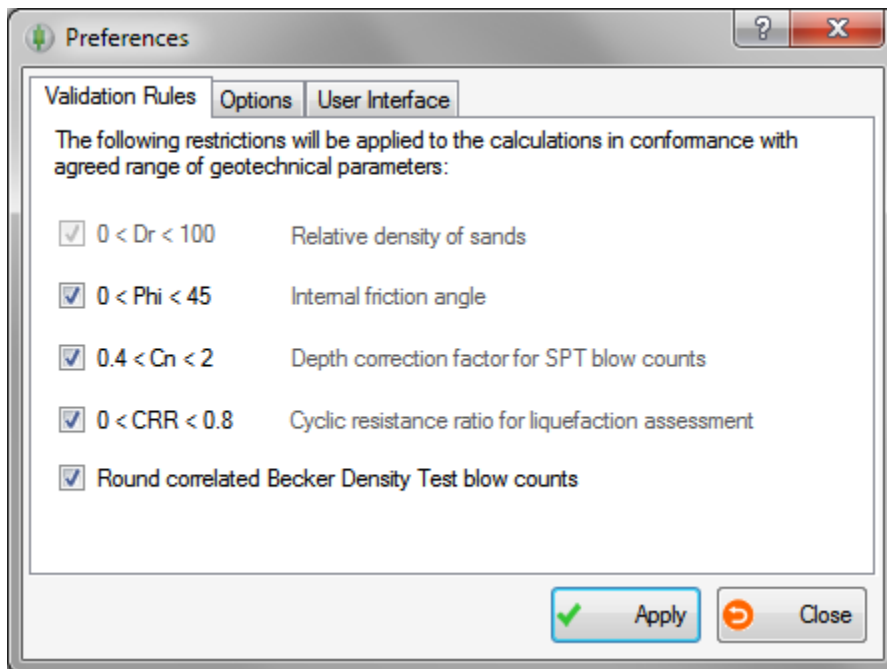 Preferences
Validation Rules Options User Interface
The following restrictions will be applied to the calculations in conformance with
agreed range of geotechnical parameters:
0 < Dr < 100 Relative density of sands
0 < Phi < 45 Internal friction angle
0.4 < Cn < 2 Depth correction factor for SPT blow counts
0 < CRR < 0.8 Cyclic resistance ratio for liquefaction assessment
Round correlated Becker Density Test blow counts
Apply Close